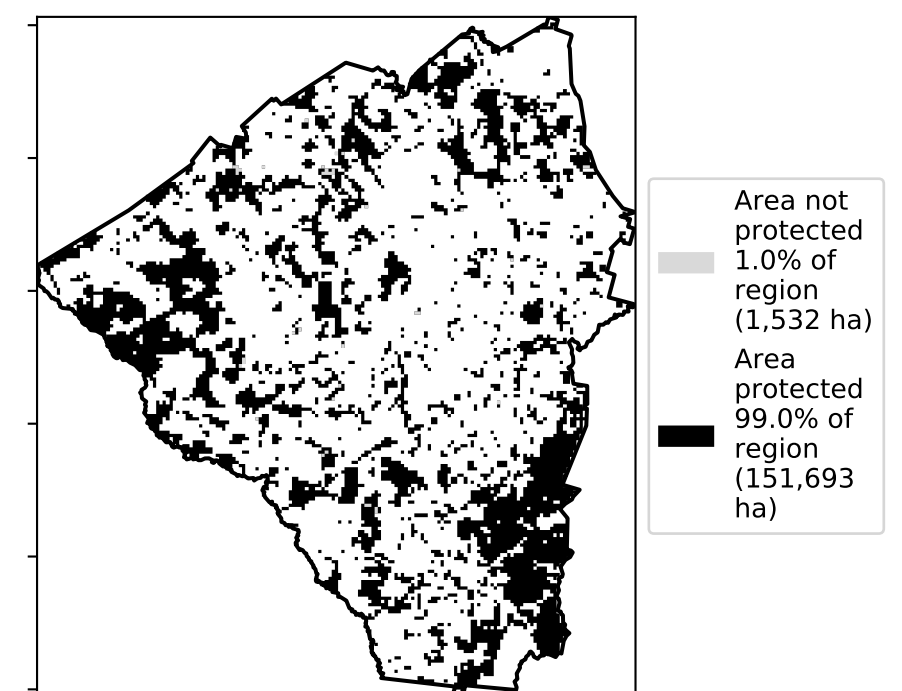 Area not
protected
1.0% of
region
(1,532 ha)
Area
protected
99.0% of
region
(151,693
ha)